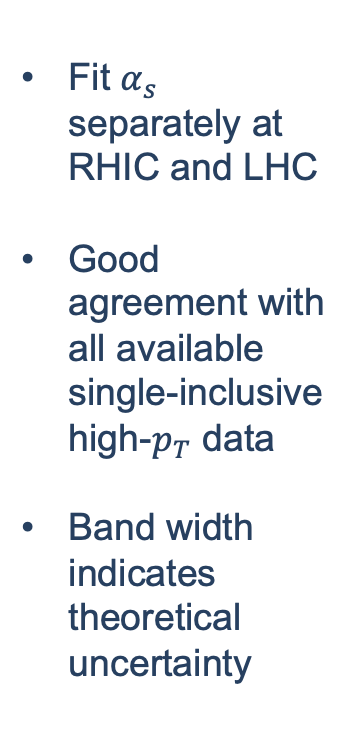 • Fit αₛ
separately at
RHIC and LHC
• Good
agreement with
all available
single-inclusive
high-p_T data
• Band width
indicates
theoretical
uncertainty